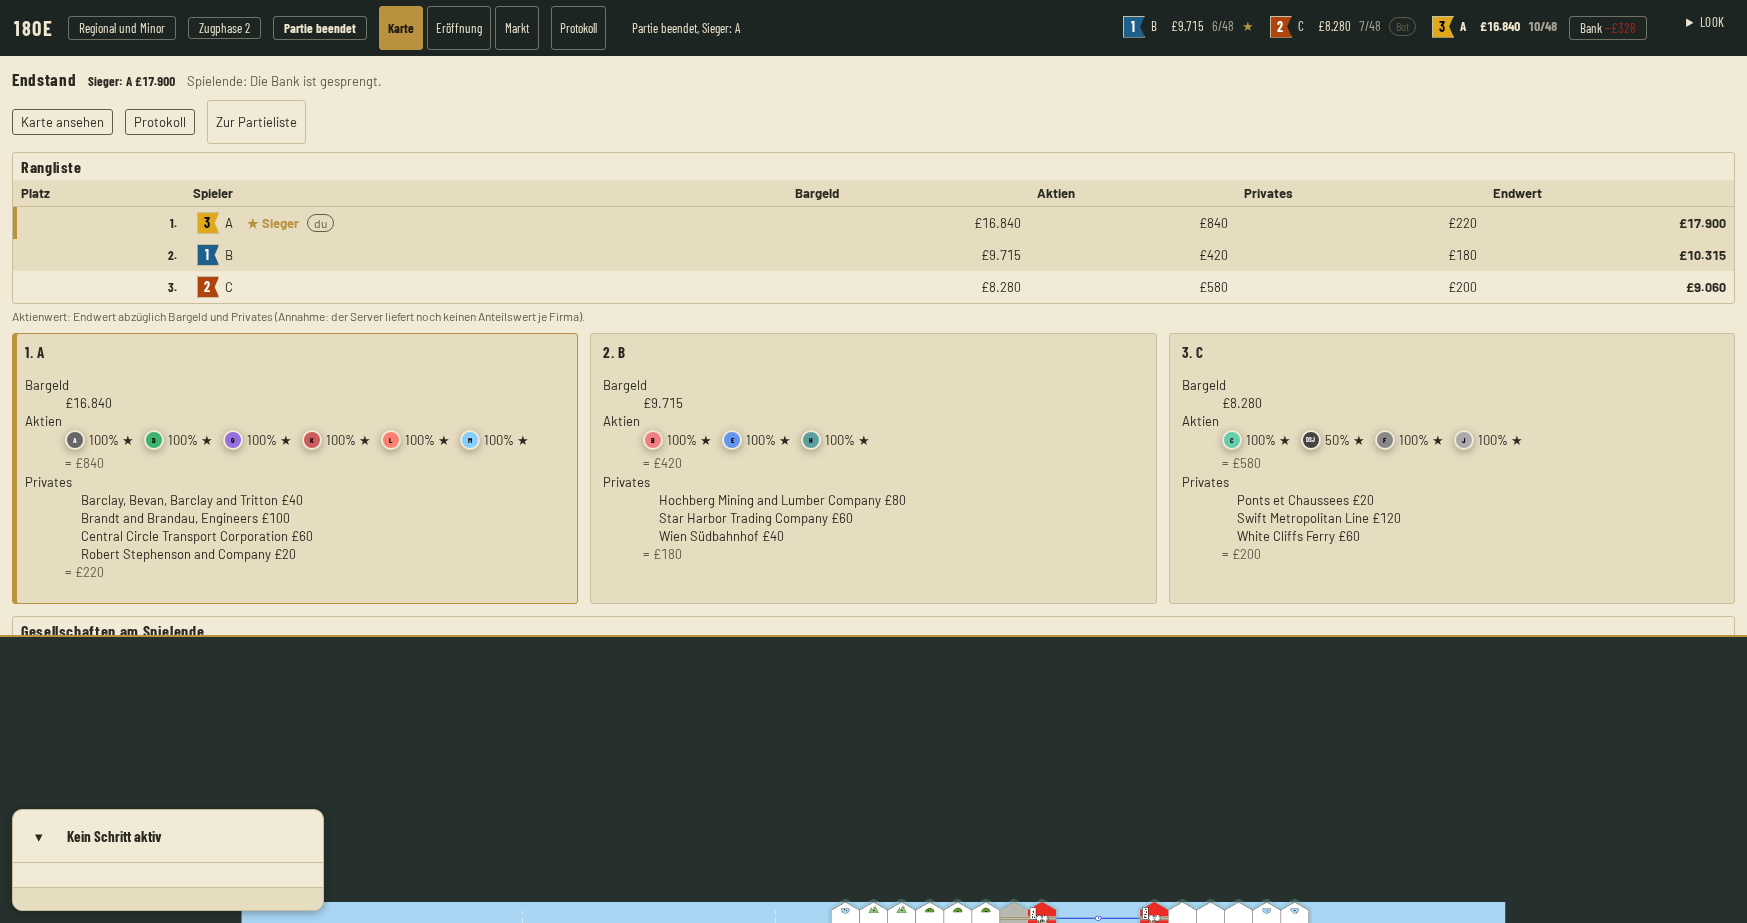 180E Regional und Minor Zugphase 2 Partie beendet Karte Eröffnung Markt Protokoll Partie beendet, Sieger: A 1 B £9.715 6/48 ★ 2 C £8.280 7/48 Bot 3 A £16.840 10/48 Bank −£328 ▶ LOOK
Endstand Sieger: A £17.900 Spielende: Die Bank ist gesprengt.
Karte ansehen Protokoll Zur Partieliste
Rangliste
Platz Spieler Bargeld Aktien Privates Endwert
1. 3 A ★ Sieger du £16.840 £840 £220 £17.900
2. 1 B £9.715 £420 £180 £10.315
3. 2 C £8.280 £580 £200 £9.060
Aktienwert: Endwert abzüglich Bargeld und Privates (Annahme: der Server liefert noch keinen Anteilswert je Firma).
1. A
Bargeld
£16.840
Aktien
A 100% ★ D 100% ★ G 100% ★ K 100% ★ L 100% ★ M 100% ★
= £840
Privates
Barclay, Bevan, Barclay and Tritton £40
Brandt and Brandau, Engineers £100
Central Circle Transport Corporation £60
Robert Stephenson and Company £20
= £220
2. B
Bargeld
£9.715
Aktien
B 100% ★ E 100% ★ H 100% ★
= £420
Privates
Hochberg Mining and Lumber Company £80
Star Harbor Trading Company £60
Wien Südbahnhof £40
= £180
3. C
Bargeld
£8.280
Aktien
C 100% ★ DSJ 50% ★ F 100% ★ J 100% ★
= £580
Privates
Ponts et Chaussees £20
Swift Metropolitan Line £120
White Cliffs Ferry £60
= £200
Gesellschaften am Spielende
▼ Kein Schritt aktiv